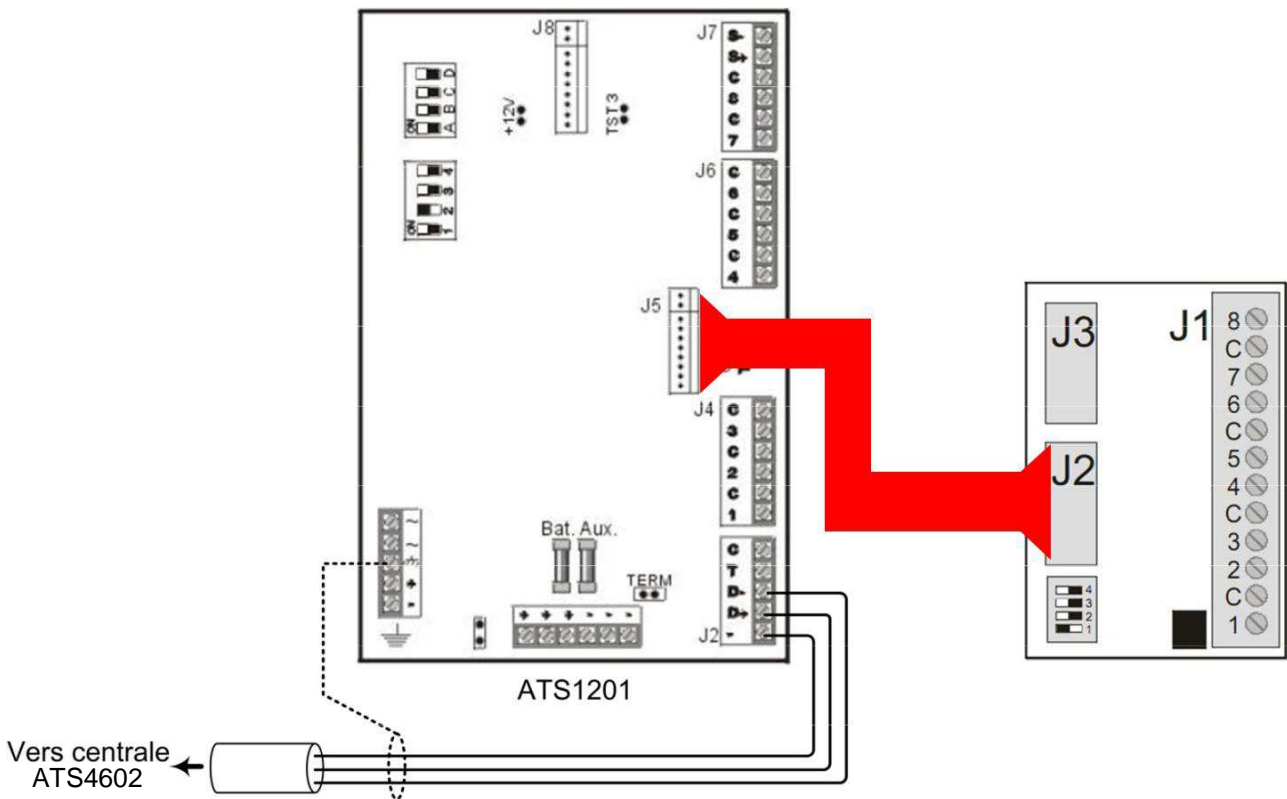 J8
J7
S-
S+
C
8
C
7
D
C
B
A
ON
+12V
TST 3
4
3
2
1
ON
J6
C
6
C
5
C
4
J5
J4
C
3
C
2
C
1
Bat. Aux.
TERM
~
~
+
-
+ + + - - -
C
T
D-
D+
-
J2
ATS1201
J3
J2
4
3
2
1
J1
8
C
7
6
C
5
4
C
3
2
C
1
Vers centrale
ATS4602